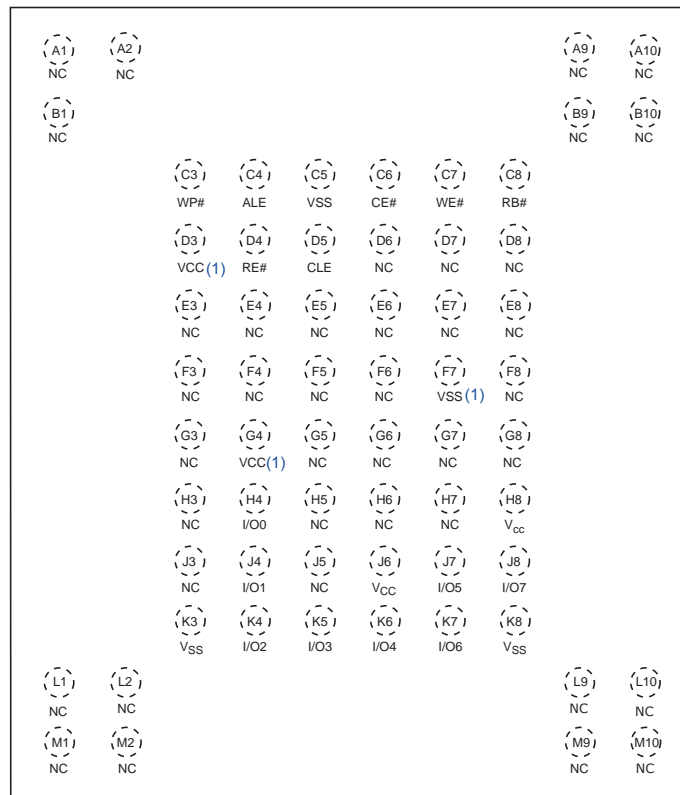 A1 A2 A9 A10
NC NC NC NC
B1 B9 B10
NC NC NC
C3 C4 C5 C6 C7 C8
WP# ALE VSS CE# WE# RB#
D3 D4 D5 D6 D7 D8
VCC(1) RE# CLE NC NC NC
E3 E4 E5 E6 E7 E8
NC NC NC NC NC NC
F3 F4 F5 F6 F7 F8
NC NC NC NC VSS(1) NC
G3 G4 G5 G6 G7 G8
NC VCC(1) NC NC NC NC
H3 H4 H5 H6 H7 H8
NC I/O0 NC NC NC Vcc
J3 J4 J5 J6 J7 J8
NC I/O1 NC VCC I/O5 I/O7
K3 K4 K5 K6 K7 K8
VSS I/O2 I/O3 I/O4 I/O6 VSS
L1 L2 L9 L10
NC NC NC NC
M1 M2 M9 M10
NC NC NC NC